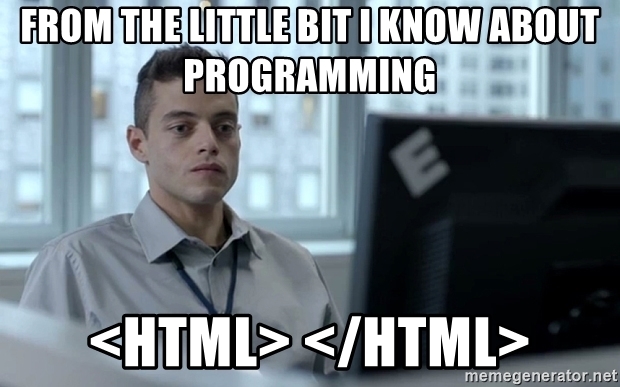 FROM THE LITTLE BIT I KNOW ABOUT
PROGRAMMING
E
<HTML> </HTML>
memegenerator.net